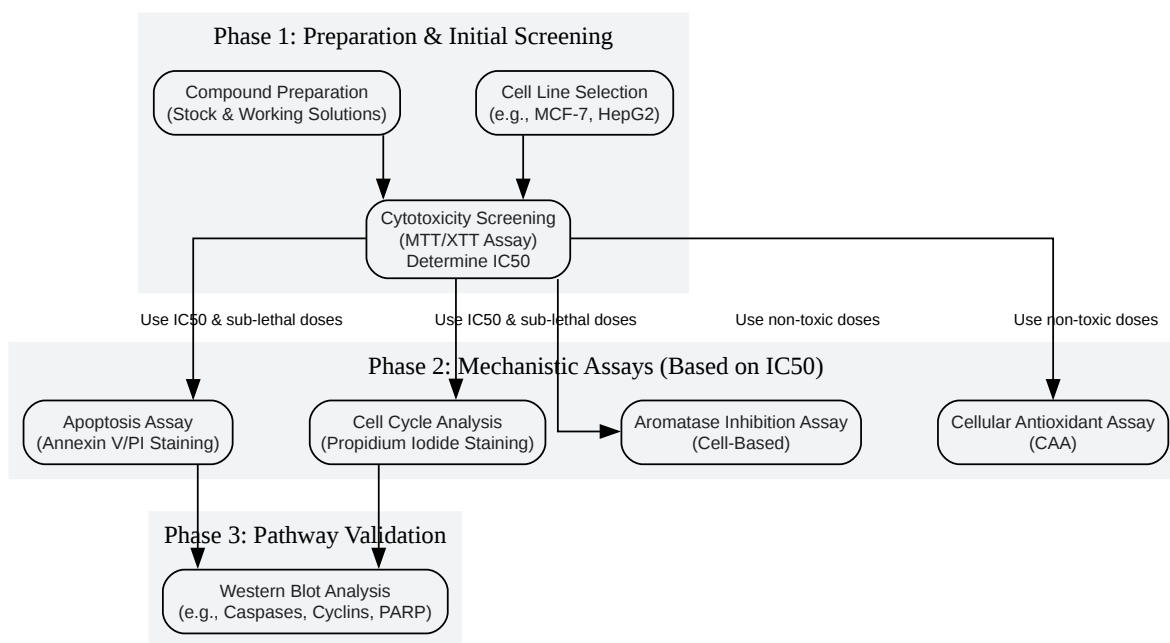 Phase 1: Preparation & Initial Screening
Compound Preparation
(Stock & Working Solutions)
Cell Line Selection
(e.g., MCF-7, HepG2)
Cytotoxicity Screening
(MTT/XTT Assay)
Determine IC50
Use IC50 & sub-lethal doses
Use IC50 & sub-lethal doses
Use non-toxic doses
Use non-toxic doses
Phase 2: Mechanistic Assays (Based on IC50)
Apoptosis Assay
(Annexin V/PI Staining)
Cell Cycle Analysis
(Propidium Iodide Staining)
Aromatase Inhibition Assay
(Cell-Based)
Cellular Antioxidant Assay
(CAA)
Phase 3: Pathway Validation
Western Blot Analysis
(e.g., Caspases, Cyclins, PARP)